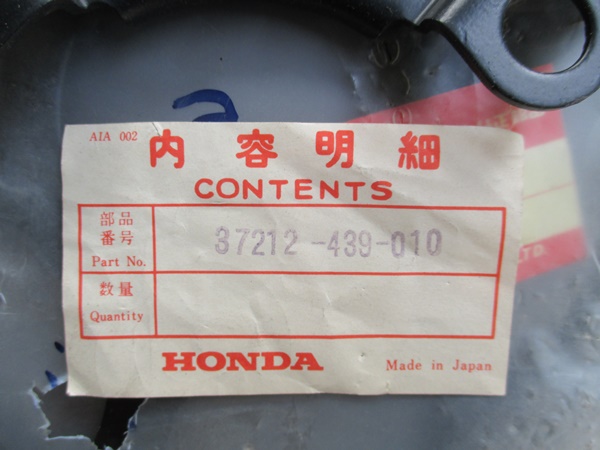 AIA 002
内容明細
CONTENTS
部品
番号
Part No.
37212-439-010
数量
Quantity
HONDA
Made in Japan
LTD.